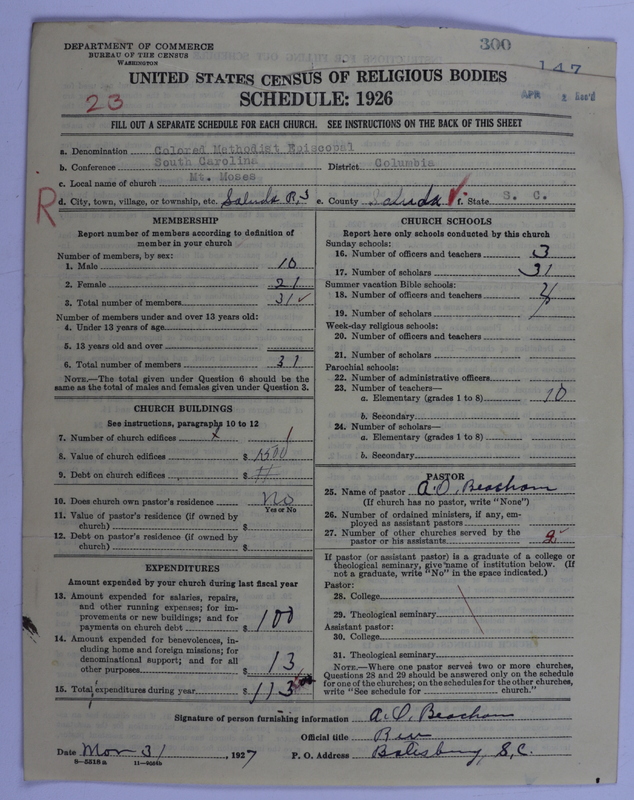 DEPARTMENT OF COMMERCE
BUREAU OF THE CENSUS
WASHINGTON
300
147
UNITED STATES CENSUS OF RELIGIOUS BODIES
23
SCHEDULE: 1926
APR Rec'd
FILL OUT A SEPARATE SCHEDULE FOR EACH CHURCH. SEE INSTRUCTIONS ON THE BACK OF THIS SHEET
a. Denomination Colored Methodist Episcopal
b. Conference South Carolina District Columbia
c. Local name of church Mt. Moses
R
d. City, town, village, or township, etc. Saluda R, 3 e. County Saluda f. State S. C.
MEMBERSHIP
Report number of members according to definition of
member in your church
Number of members, by sex:
1. Male 10
2. Female 21
3. Total number of members 31 ✓
Number of members under and over 13 years old:
4. Under 13 years of age
5. 13 years old and over
6. Total number of members 31
NOTE.—The total given under Question 6 should be the
same as the total of males and females given under Question 3.
CHURCH BUILDINGS
See instructions, paragraphs 10 to 12
7. Number of church edifices x 1
8. Value of church edifices $ 1500
9. Debt on church edifices $
10. Does church own pastor's residence No
Yes or No
11. Value of pastor's residence (if owned by
church) $
12. Debt on pastor's residence (if owned by
church) $
EXPENDITURES
Amount expended by your church during last fiscal year
13. Amount expended for salaries, repairs,
and other running expenses; for im-
provements or new buildings; and for
payments on church debt $ 100
14. Amount expended for benevolences, in-
cluding home and foreign missions; for
denominational support; and for all
other purposes $ 13
15. Total expenditures during year $ 113
CHURCH SCHOOLS
Report here only schools conducted by this church
Sunday schools:
16. Number of officers and teachers 3
17. Number of scholars 31
Summer vacation Bible schools:
18. Number of officers and teachers
19. Number of scholars
Week-day religious schools:
20. Number of officers and teachers
21. Number of scholars
Parochial schools:
22. Number of administrative officers
23. Number of teachers—
a. Elementary (grades 1 to 8) 10
b. Secondary
24. Number of scholars—
a. Elementary (grades 1 to 8)
b. Secondary
PASTOR
25. Name of pastor A. O. Beacham
(If church has no pastor, write "None")
26. Number of ordained ministers, if any, em-
ployed as assistant pastors
27. Number of other churches served by the
pastor or his assistants 2
If pastor (or assistant pastor) is a graduate of a college or
theological seminary, give name of institution below. (If
not a graduate, write "No" in the space indicated.)
Pastor:
28. College
29. Theological seminary
Assistant pastor:
30. College
31. Theological seminary
NOTE.—Where one pastor serves two or more churches,
Questions 28 and 29 should be answered only on the schedule
for one of the churches; on the schedules for the other churches,
write "See schedule for church."
Signature of person furnishing information A. O. Beacham
Official title Rev
Date Mar 31, 1927 P. O. Address Batesburg, S, C.
8—5518 a